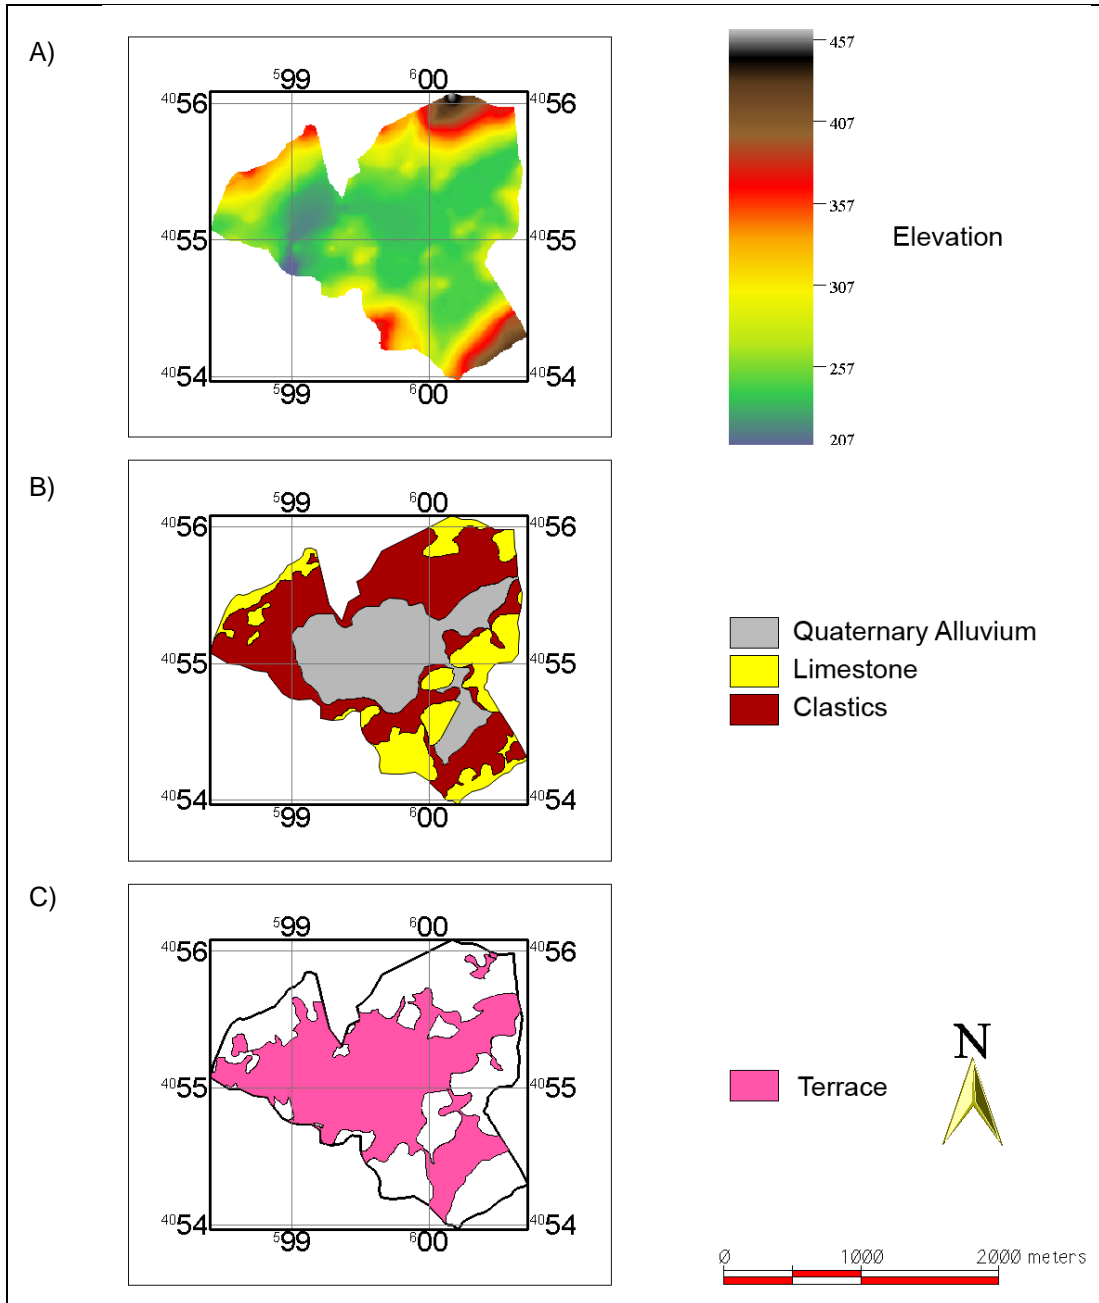 A)
⁵99 ⁶00
⁴⁰56 ⁴⁰56
⁴⁰55 ⁴⁰55
⁴⁰54 ⁴⁰54
⁵99 ⁶00
457
407
357
307
257
207
Elevation
B)
⁵99 ⁶00
⁴⁰56 ⁴⁰56
⁴⁰55 ⁴⁰55
⁴⁰54 ⁴⁰54
⁵99 ⁶00
Quaternary Alluvium
Limestone
Clastics
C)
⁵99 ⁶00
⁴⁰56 ⁴⁰56
⁴⁰55 ⁴⁰55
⁴⁰54 ⁴⁰54
⁵99 ⁶00
Terrace
N
0 1000 2000 meters